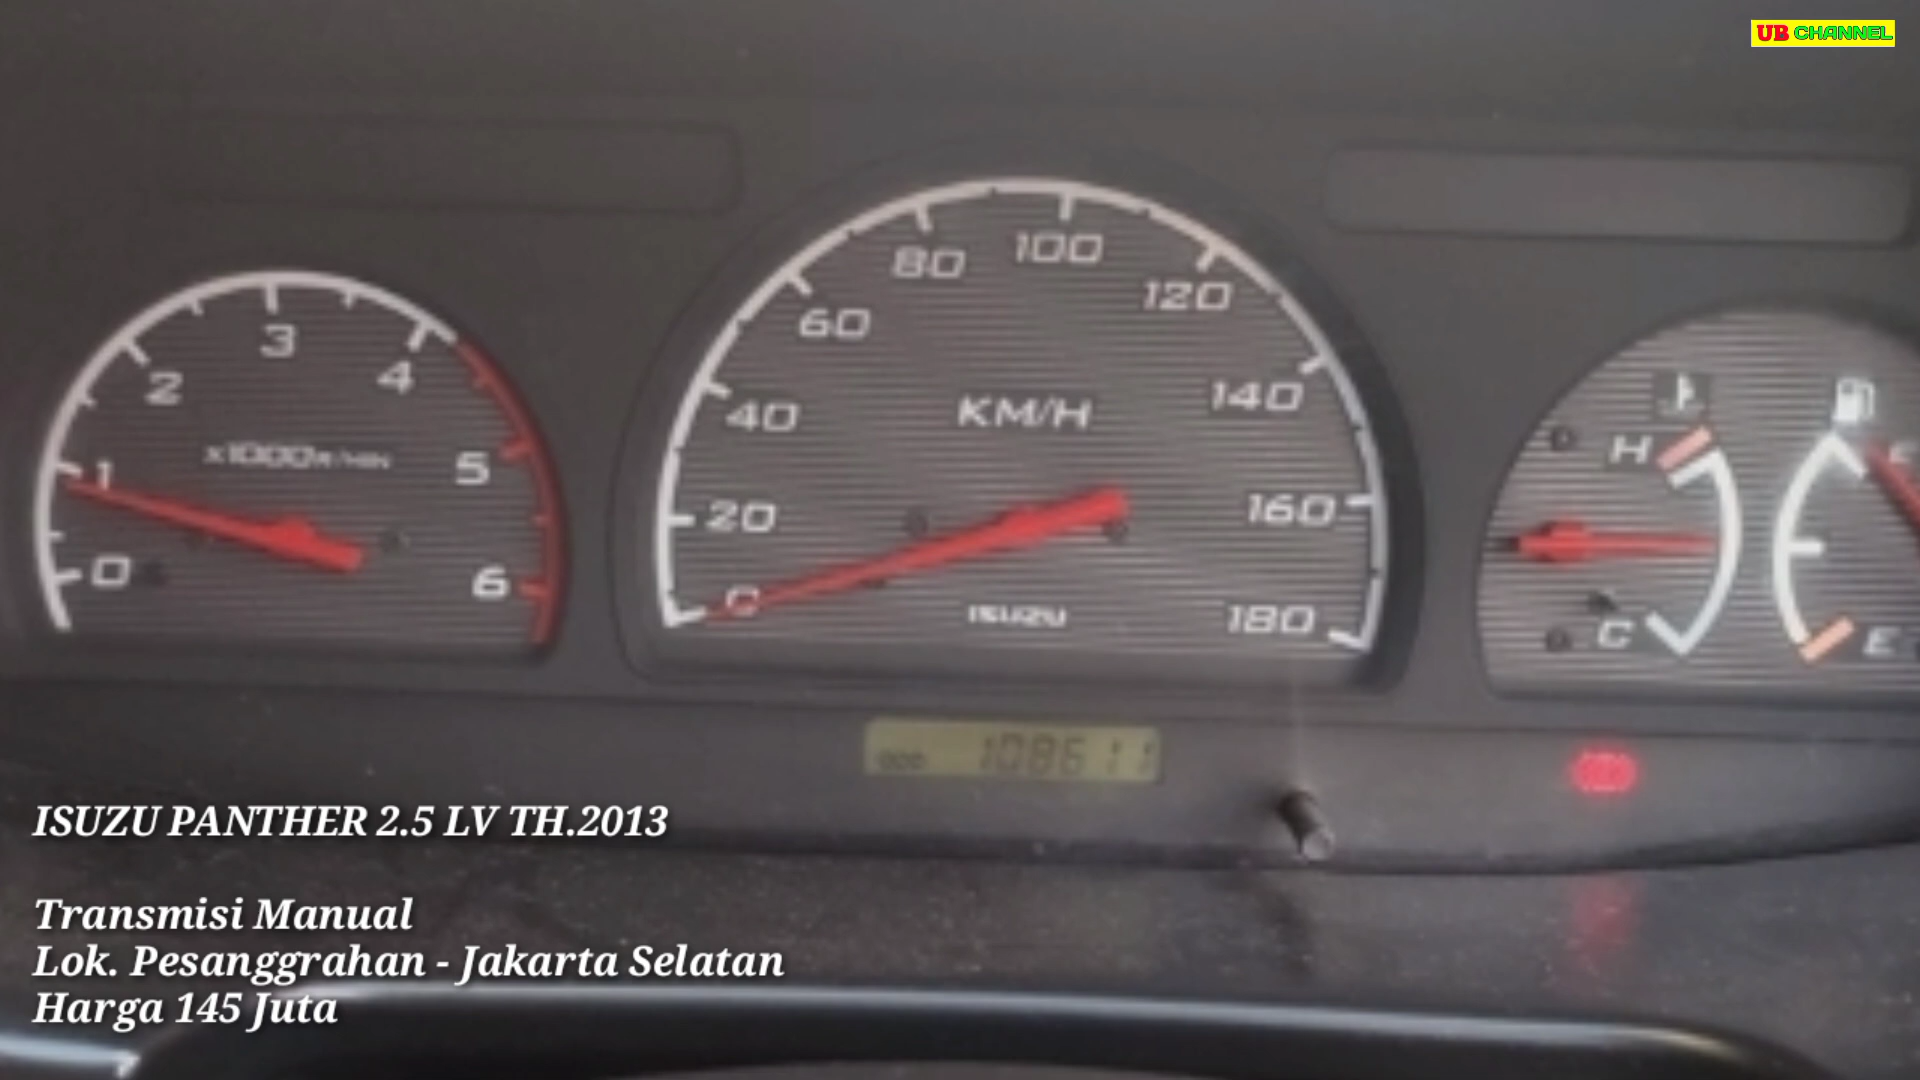 UB CHANNEL
80
100
120
60
3
4
2
40
KM/H
140
x1000R/MIN
H
5
1
20
160
0
6
0
ISUZU
180
C
E
ODO 108611
ISUZU PANTHER 2.5 LV TH.2013
Transmisi Manual
Lok. Pesanggrahan - Jakarta Selatan
Harga 145 Juta